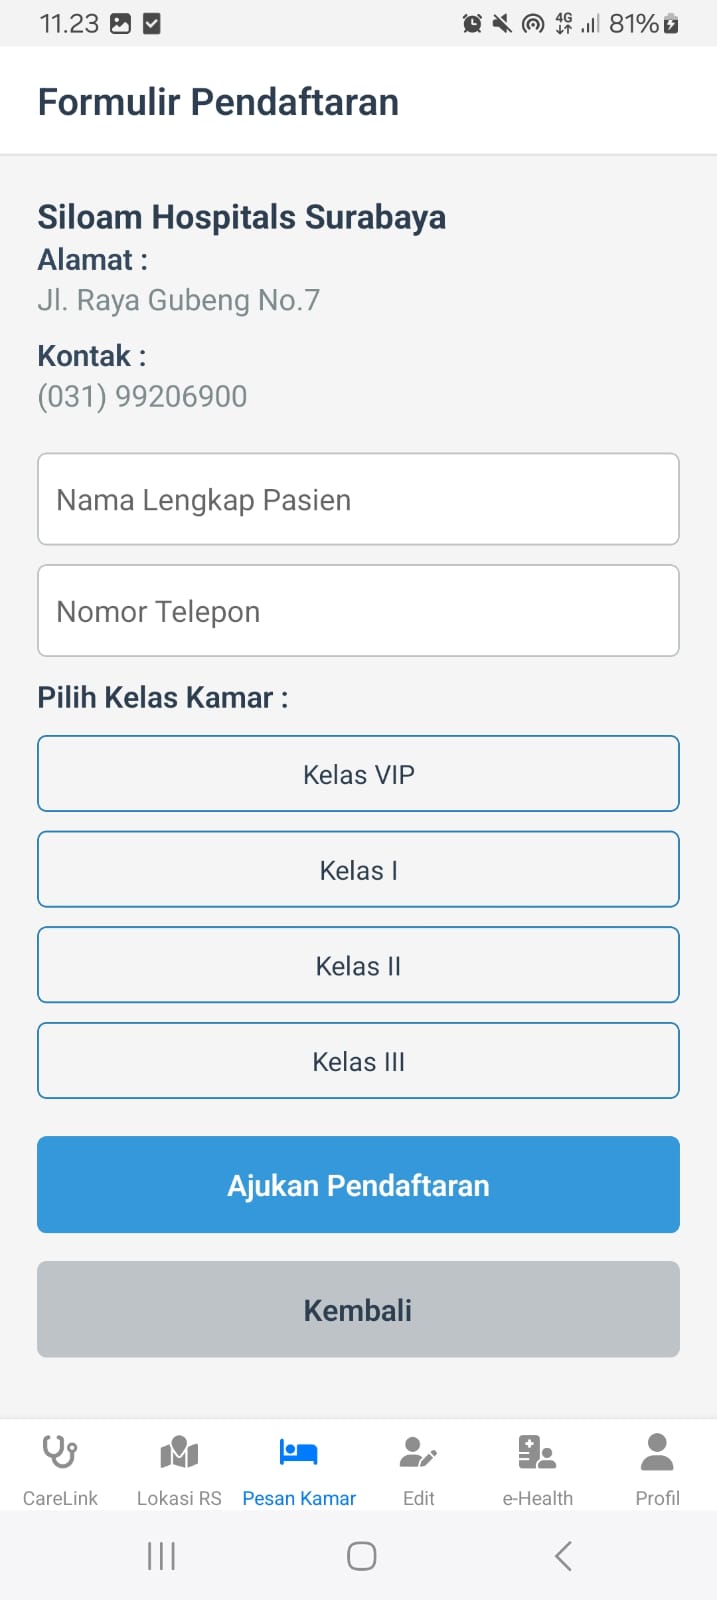 11.23
4G
81%
Formulir Pendaftaran
Siloam Hospitals Surabaya
Alamat :
Jl. Raya Gubeng No.7
Kontak :
(031) 99206900
Nama Lengkap Pasien
Nomor Telepon
Pilih Kelas Kamar :
Kelas VIP
Kelas I
Kelas II
Kelas III
Ajukan Pendaftaran
Kembali
CareLink Lokasi RS Pesan Kamar Edit e-Health Profil